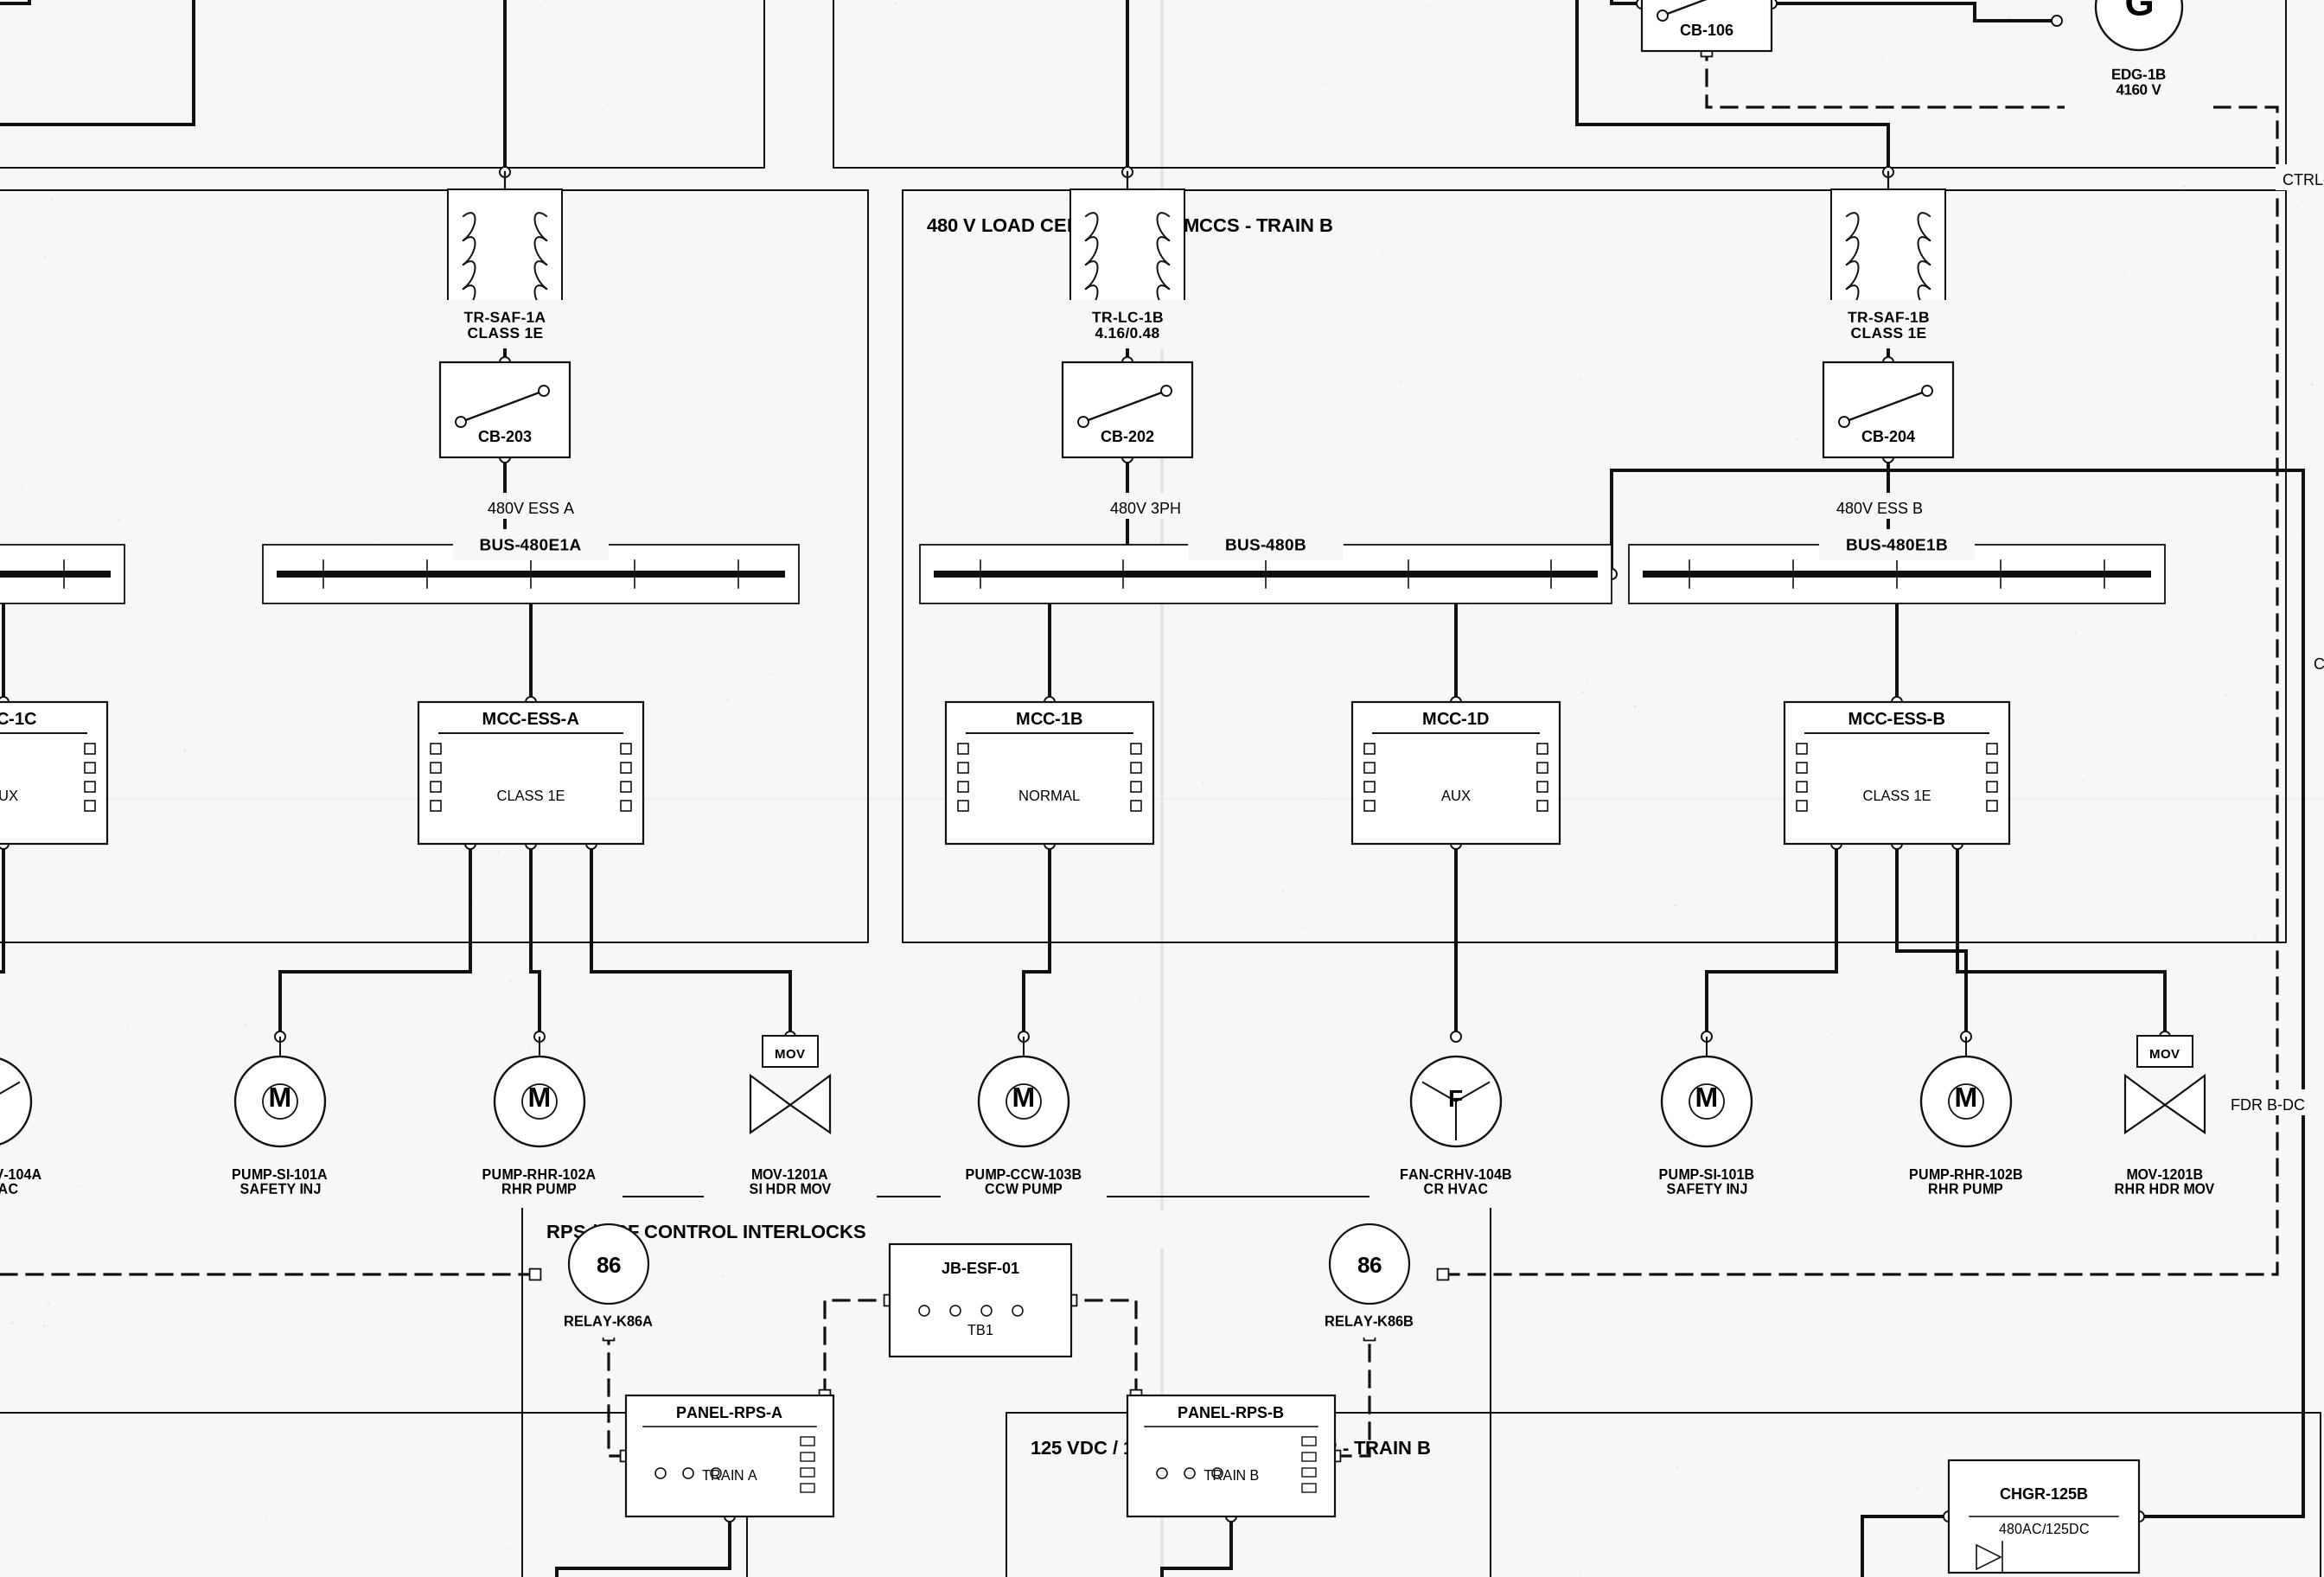 G
CB-106
EDG-1B
4160 V
CTRL
480 V LOAD MCCS - TRAIN B
TR-SAF-1A
CLASS 1E
TR-LC-1B
4.16/0.48
TR-SAF-1B
CLASS 1E
CB-203
CB-202
CB-204
480V ESS A
480V 3PH
480V ESS B
BUS-480E1A
BUS-480B
BUS-480E1B
C-1C
MCC-ESS-A
MCC-1B
MCC-1D
MCC-ESS-B
UX
CLASS 1E
NORMAL
AUX
CLASS 1E
MOV
MOV
M
M
M
F
M
M
FDR B-DC
-104A
AC
PUMP-SI-101A
SAFETY INJ
PUMP-RHR-102A
RHR PUMP
MOV-1201A
SI HDR MOV
PUMP-CCW-103B
CCW PUMP
FAN-CRHV-104B
CR HVAC
PUMP-SI-101B
SAFETY INJ
PUMP-RHR-102B
RHR PUMP
MOV-1201B
RHR HDR MOV
RPS CONTROL INTERLOCKS
86
JB-ESF-01
86
TB1
RELAY-K86A
RELAY-K86B
PANEL-RPS-A
PANEL-RPS-B
125 VDC / - TRAIN B
TRAIN A
TRAIN B
CHGR-125B
480AC/125DC